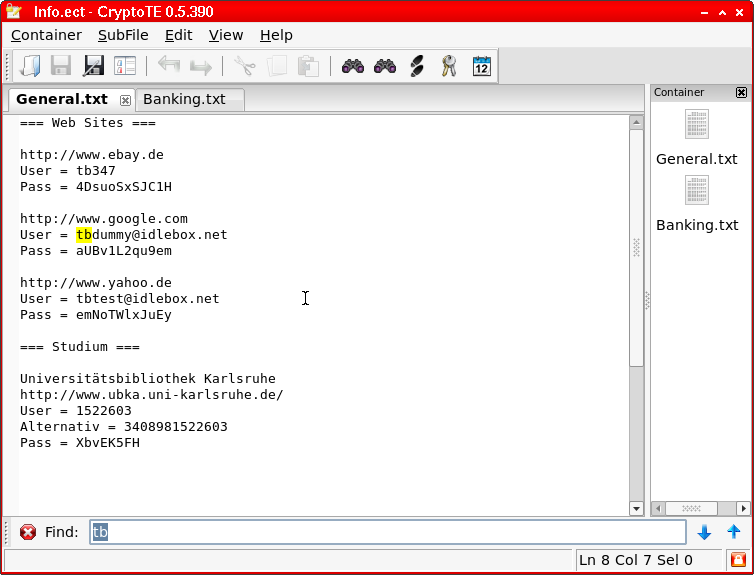 Info.ect - CryptoTE 0.5.390
Container SubFile Edit View Help
12
General.txt Banking.txt
=== Web Sites ===
http://www.ebay.de
User = tb347
Pass = 4DsuoSxSJC1H
http://www.google.com
User = tbdummy@idlebox.net
Pass = aUBv1L2qu9em
http://www.yahoo.de
User = tbtest@idlebox.net
Pass = emNoTWlxJuEy
=== Studium ===
Universitätsbibliothek Karlsruhe
http://www.ubka.uni-karlsruhe.de/
User = 1522603
Alternativ = 3408981522603
Pass = XbvEK5FH
Container
General.txt
Banking.txt
Find: tb
Ln 8 Col 7 Sel 0